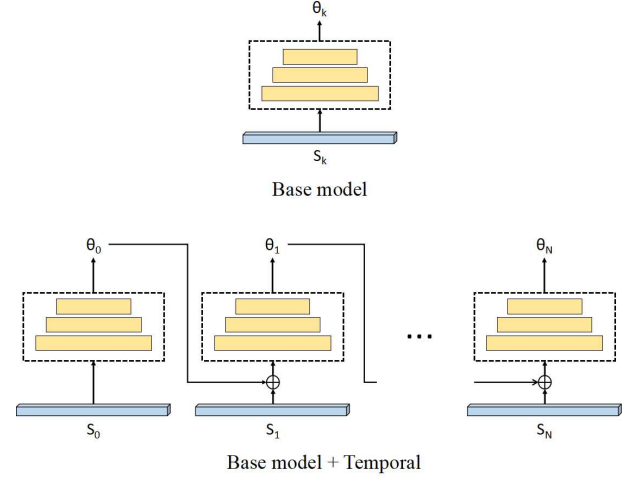 θk
Sk
Base model
θ0 θ1 θN
...
S0 S1 SN
Base model + Temporal